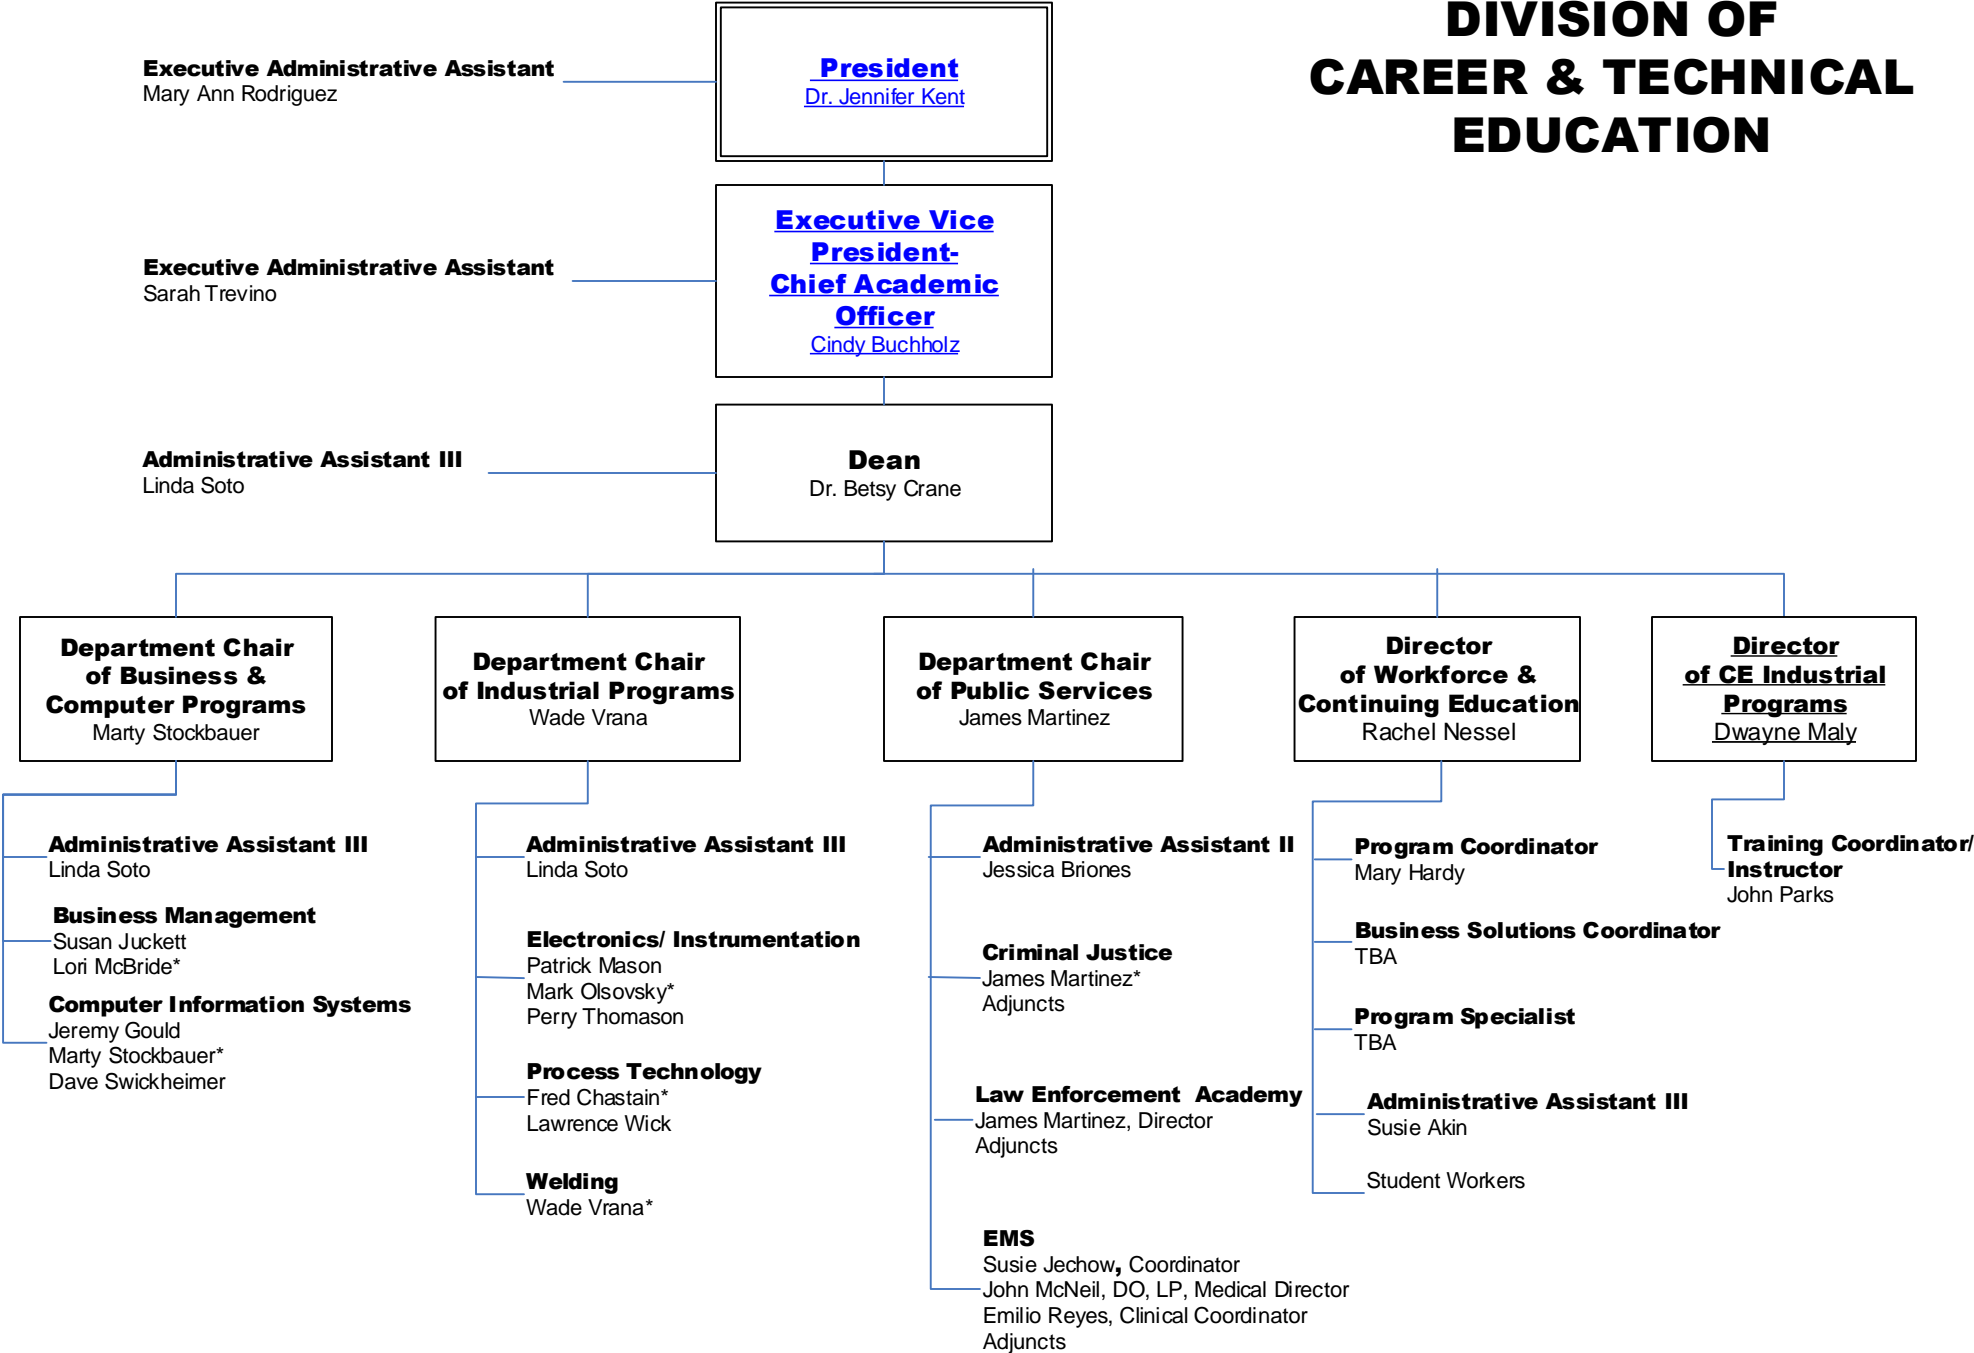 DIVISION OF
CAREER & TECHNICAL
EDUCATION
Executive Administrative Assistant
Mary Ann Rodriguez
President
Dr. Jennifer Kent
Executive Administrative Assistant
Sarah Trevino
Executive Vice
President-
Chief Academic
Officer
Cindy Buchholz
Administrative Assistant III
Linda Soto
Dean
Dr. Betsy Crane
Department Chair
of Business &
Computer Programs
Marty Stockbauer
Department Chair
of Industrial Programs
Wade Vrana
Department Chair
of Public Services
James Martinez
Director
of Workforce &
Continuing Education
Rachel Nessel
Director
of CE Industrial
Programs
Dwayne Maly
Administrative Assistant III
Linda Soto
Business Management
Susan Juckett
Lori McBride*
Computer Information Systems
Jeremy Gould
Marty Stockbauer*
Dave Swickheimer
Administrative Assistant III
Linda Soto
Electronics/ Instrumentation
Patrick Mason
Mark Olsovsky*
Perry Thomason
Process Technology
Fred Chastain*
Lawrence Wick
Welding
Wade Vrana*
Administrative Assistant II
Jessica Briones
Criminal Justice
James Martinez*
Adjuncts
Law Enforcement Academy
James Martinez, Director
Adjuncts
EMS
Susie Jechow, Coordinator
John McNeil, DO, LP, Medical Director
Emilio Reyes, Clinical Coordinator
Adjuncts
Program Coordinator
Mary Hardy
Business Solutions Coordinator
TBA
Program Specialist
TBA
Administrative Assistant III
Susie Akin
Student Workers
Training Coordinator/
Instructor
John Parks